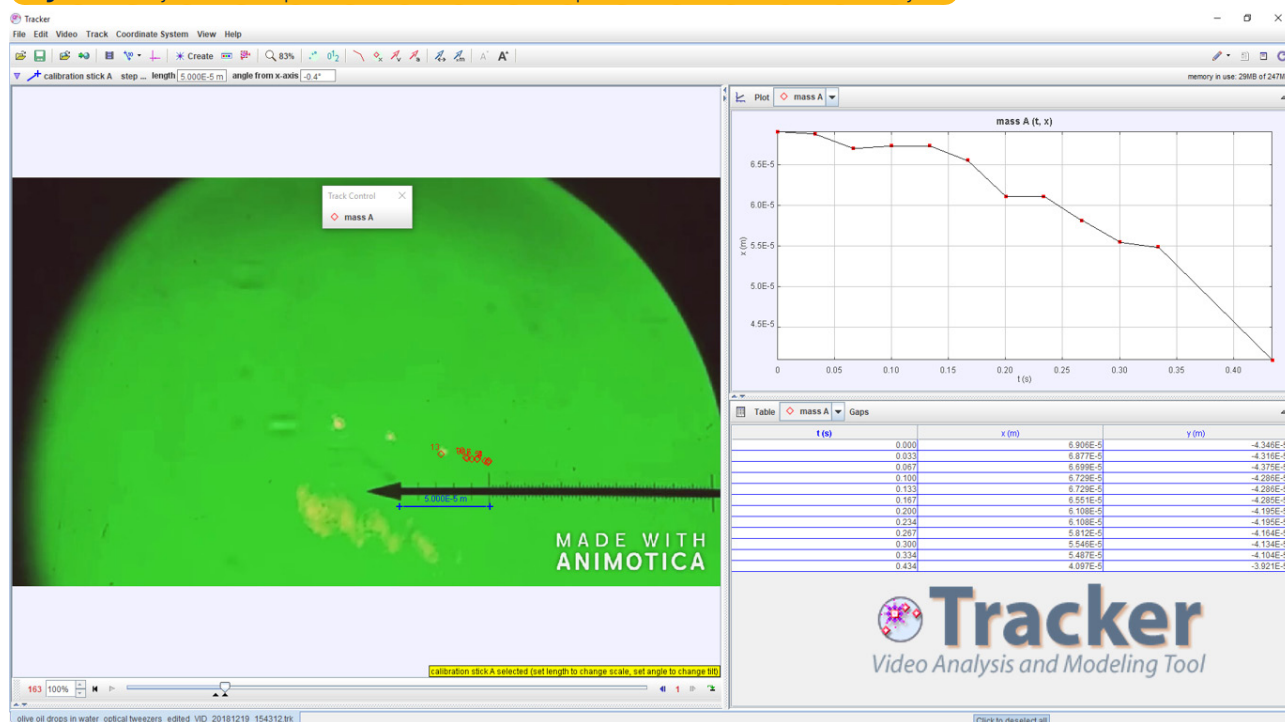 Tracker
File Edit Video Track Coordinate System View Help
Create 83%
calibration stick A step ... length 5.000E-5 m angle from x-axis -0.4°
memory in use: 29MB of 247M
Track Control
mass A
13
5.000E-5 m
MADE WITH
ANIMOTICA
calibration stick A selected (set length to change scale, set angle to change tilt)
163 100%
1
Plot mass A
mass A (t, x)
x (m)
6.5E-5
6.0E-5
5.5E-5
5.0E-5
4.5E-5
0 0.05 0.10 0.15 0.20 0.25 0.30 0.35 0.40
t (s)
Table mass A Gaps
t (s) x (m) y (m)
0.000 6.906E-5 -4.346E-5
0.033 6.877E-5 -4.316E-5
0.067 6.699E-5 -4.375E-5
0.100 6.729E-5 -4.286E-5
0.133 6.729E-5 -4.286E-5
0.167 6.551E-5 -4.285E-5
0.200 6.108E-5 -4.195E-5
0.234 6.108E-5 -4.195E-5
0.267 5.812E-5 -4.164E-5
0.300 5.546E-5 -4.134E-5
0.334 5.487E-5 -4.104E-5
0.434 4.097E-5 -3.921E-5
Tracker
Video Analysis and Modeling Tool
olive oil drops in water optical tweezers edited VID_20181219_154312.trk
Click to deselect all